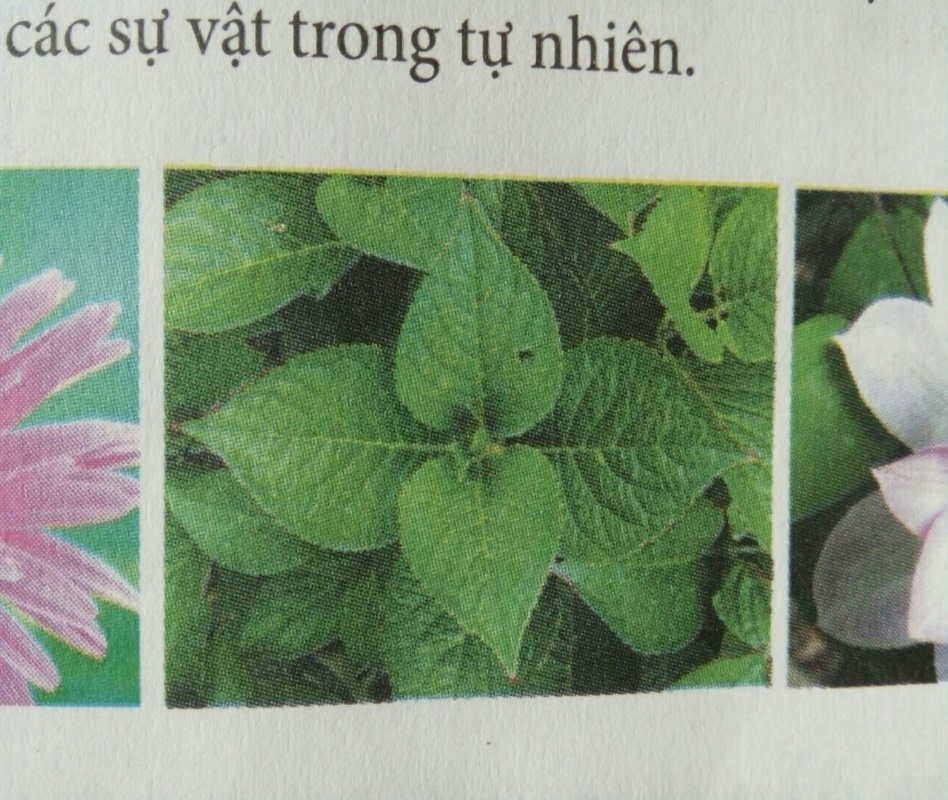 các sự vật trong tự nhiên.